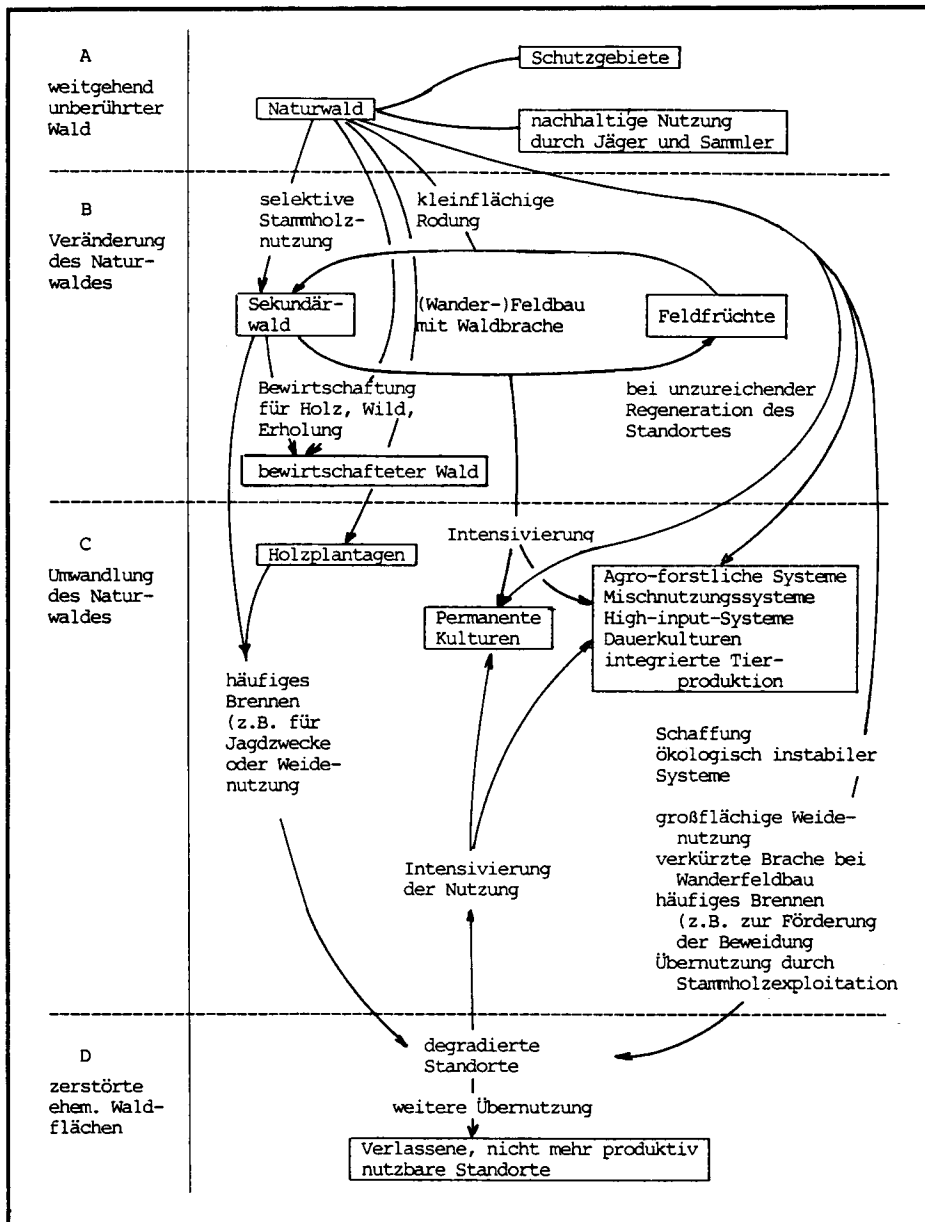 A
weitgehend
unberührter
Wald
Schutzgebiete
Naturwald
nachhaltige Nutzung
durch Jäger und Sammler
B
Veränderung
des Natur-
waldes
selektive
Stammholz-
nutzung
kleinflächige
Rodung
Sekundär-
wald
(Wander-)Feldbau
mit Waldbrache
Feldfrüchte
Bewirtschaftung
für Holz, Wild,
Erholung
bei unzureichender
Regeneration des
Standortes
bewirtschafteter Wald
C
Umwandlung
des Natur-
waldes
Holzplantagen
Intensivierung
Permanente
Kulturen
Agro-forstliche Systeme
Mischnutzungssysteme
High-input-Systeme
Dauerkulturen
integrierte Tier-
produktion
häufiges
Brennen
(z.B. für
Jagdzwecke
oder Weide-
nutzung
Schaffung
ökologisch instabiler
Systeme
großflächige Weide-
nutzung
verkürzte Brache bei
Wanderfeldbau
häufiges Brennen
(z.B. zur Förderung
der Beweidung
Übernutzung durch
Stammholzexploitation
Intensivierung
der Nutzung
D
zerstörte
ehem. Wald-
flächen
degradierte
Standorte
weitere Übernutzung
Verlassene, nicht mehr produktiv
nutzbare Standorte